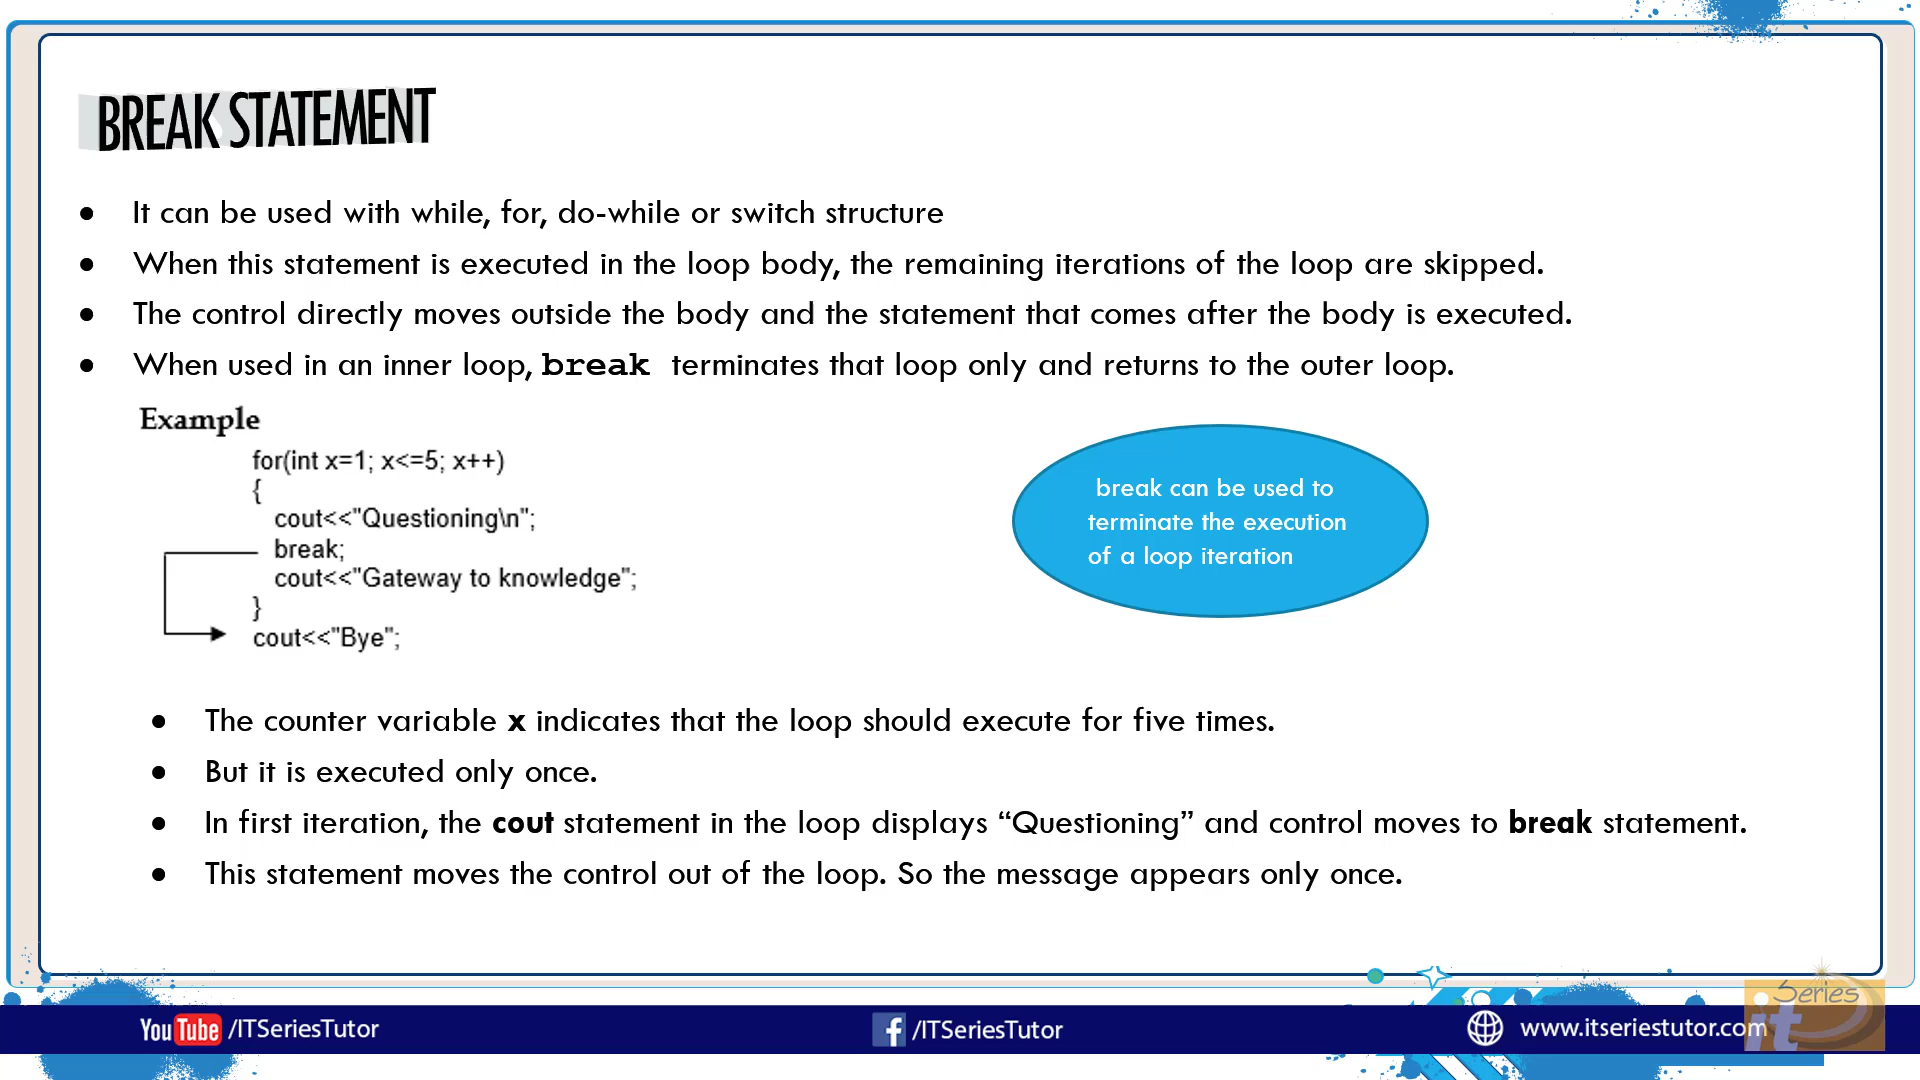 BREAK STATEMENT
● It can be used with while, for, do-while or switch structure
● When this statement is executed in the loop body, the remaining iterations of the loop are skipped.
● The control directly moves outside the body and the statement that comes after the body is executed.
● When used in an inner loop, break terminates that loop only and returns to the outer loop.
Example
for(int x=1; x<=5; x++)
{
cout<<"Questioning\n";
break;
cout<<"Gateway to knowledge";
}
cout<<"Bye";
break can be used to
terminate the execution
of a loop iteration
● The counter variable x indicates that the loop should execute for five times.
● But it is executed only once.
● In first iteration, the cout statement in the loop displays “Questioning” and control moves to break statement.
● This statement moves the control out of the loop. So the message appears only once.
YouTube /ITSeriesTutor
f /ITSeriesTutor
www.itseriestutor.com
it Series